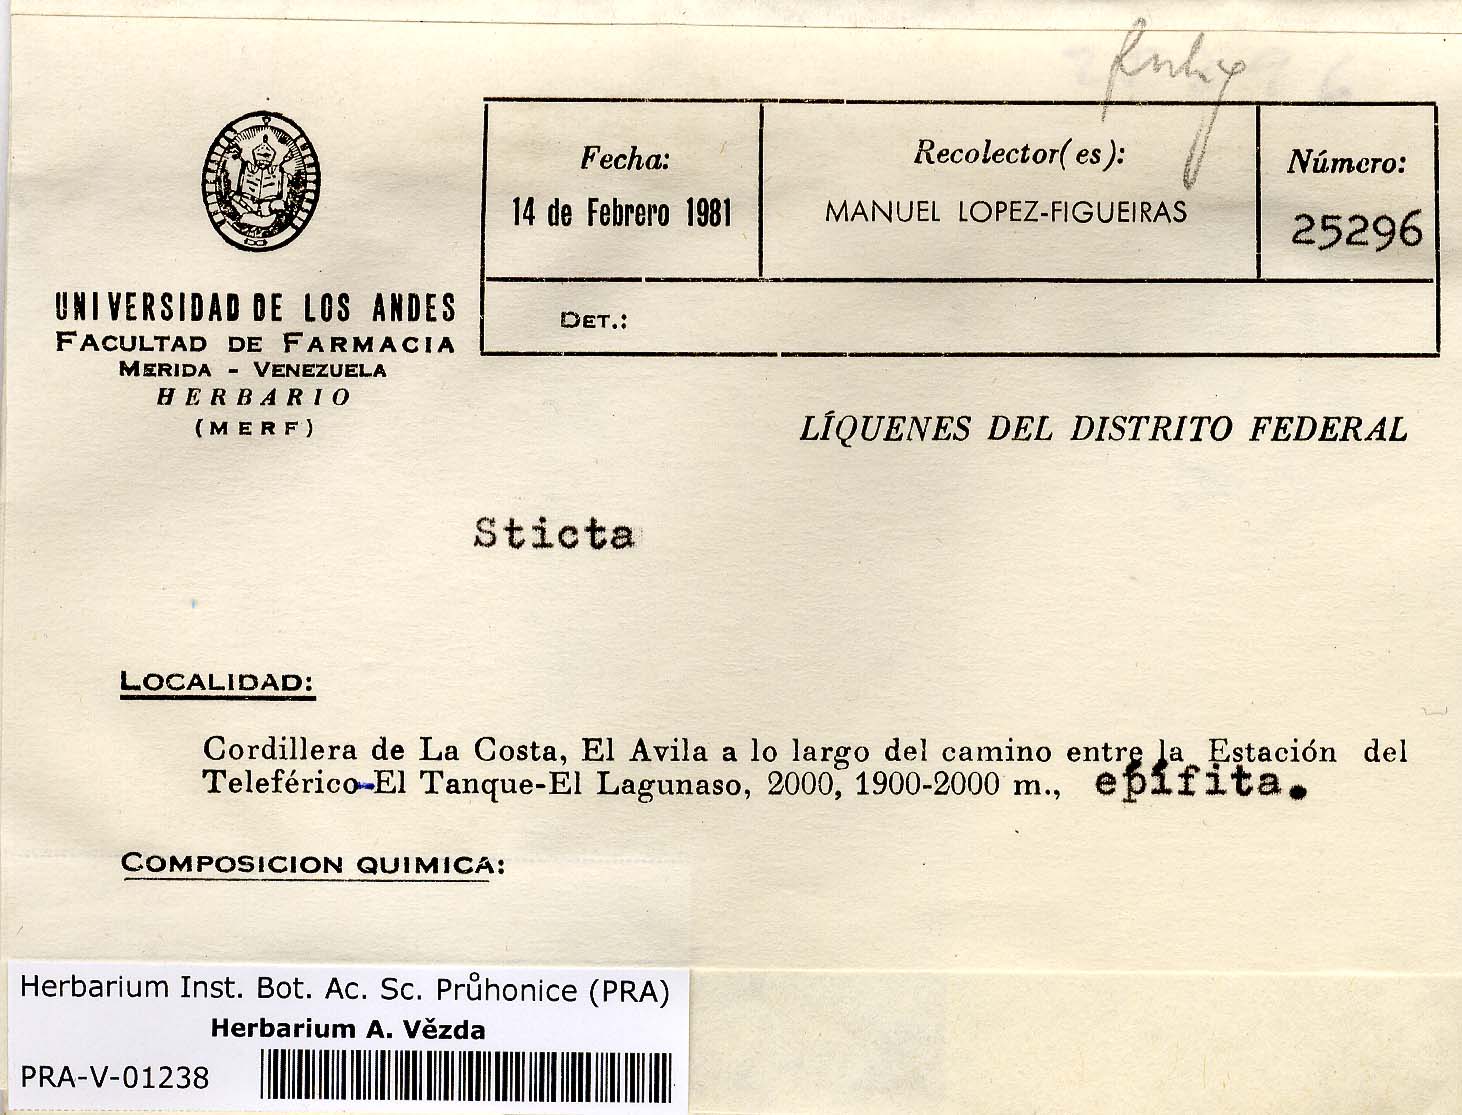 Fecha:
14 de Febrero 1981
Recolector(es):
MANUEL LOPEZ-FIGUEIRAS
Número:
25296
DET.:
UNIVERSIDAD DE LOS ANDES
FACULTAD DE FARMACIA
MERIDA - VENEZUELA
HERBARIO
(MERF)
LÍQUENES DEL DISTRITO FEDERAL
Sticta
LOCALIDAD:
Cordillera de La Costa, El Avila a lo largo del camino entre la Estación del
Teleférico-El Tanque-El Lagunaso, 2000, 1900-2000 m., epífita.
COMPOSICION QUIMICA:
Herbarium Inst. Bot. Ac. Sc. Průhonice (PRA)
Herbarium A. Vězda
PRA-V-01238